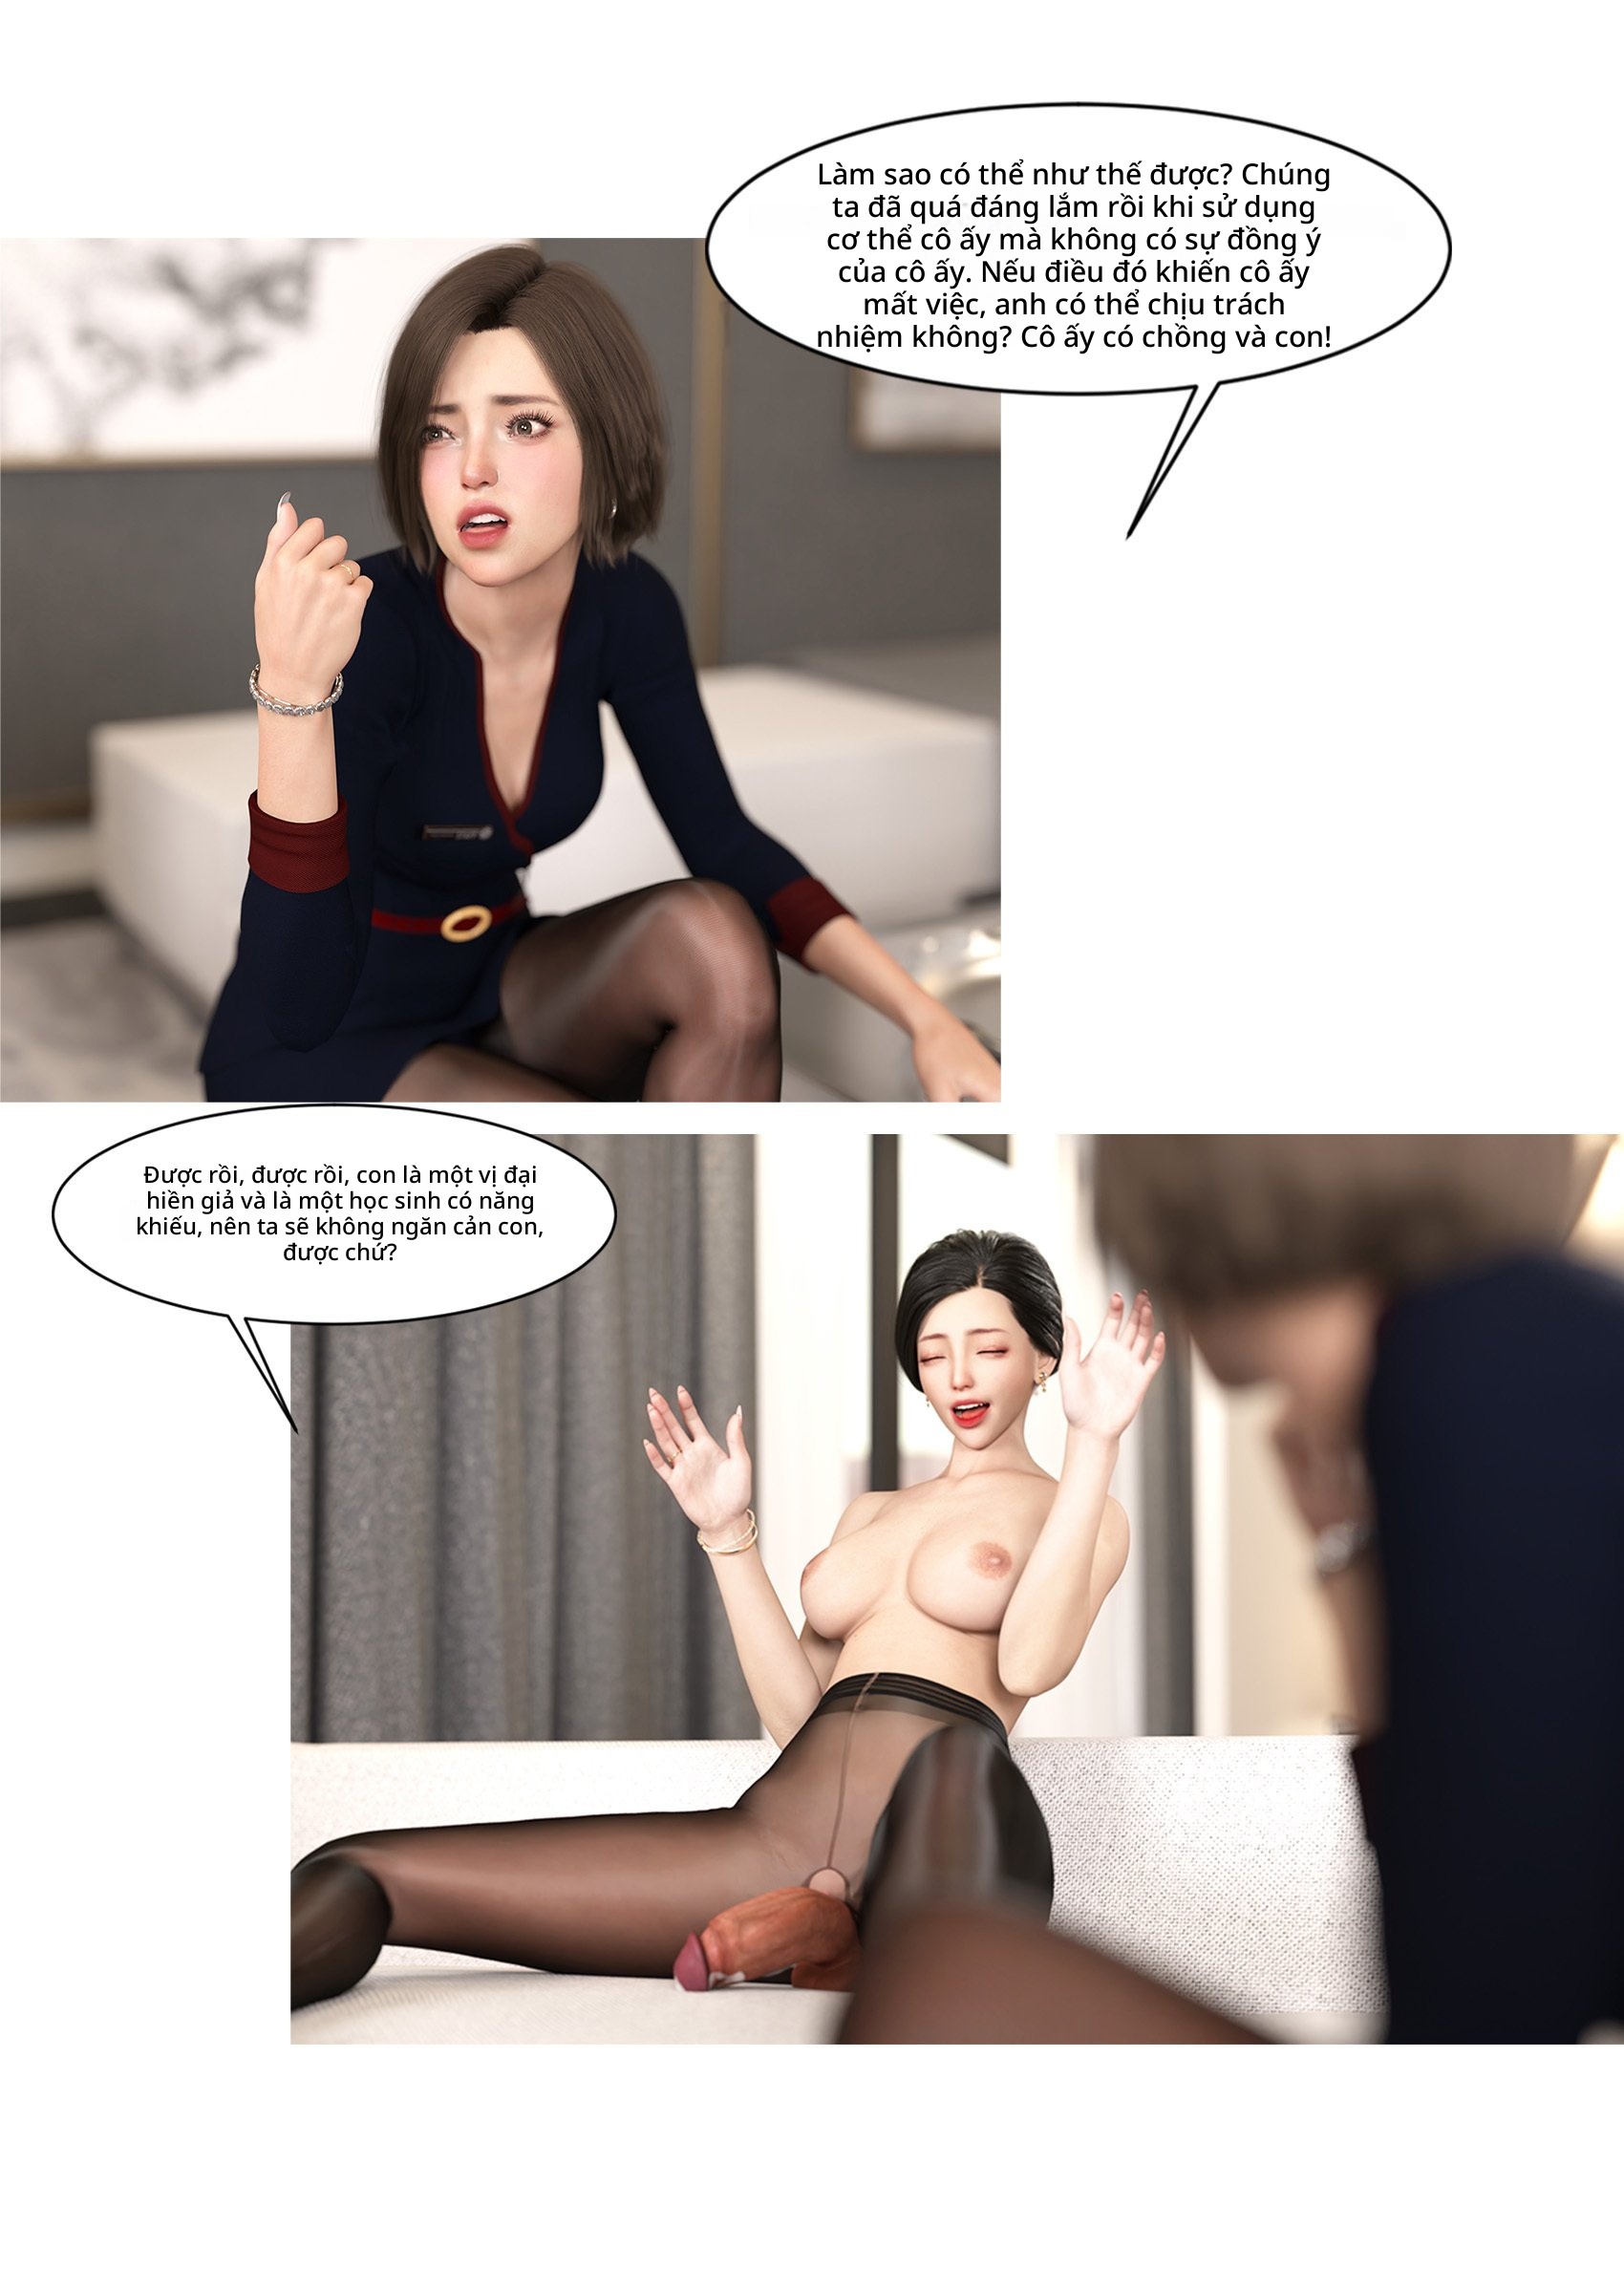 Làm sao có thể như thế được? Chúng
ta đã quá đáng lắm rồi khi sử dụng
cơ thể cô ấy mà không có sự đồng ý
của cô ấy. Nếu điều đó khiến cô ấy
mất việc, anh có thể chịu trách
nhiệm không? Cô ấy có chồng và con!
Được rồi, được rồi, con là một vị đại
hiền giả và là một học sinh có năng
khiếu, nên ta sẽ không ngăn cản con,
được chứ?